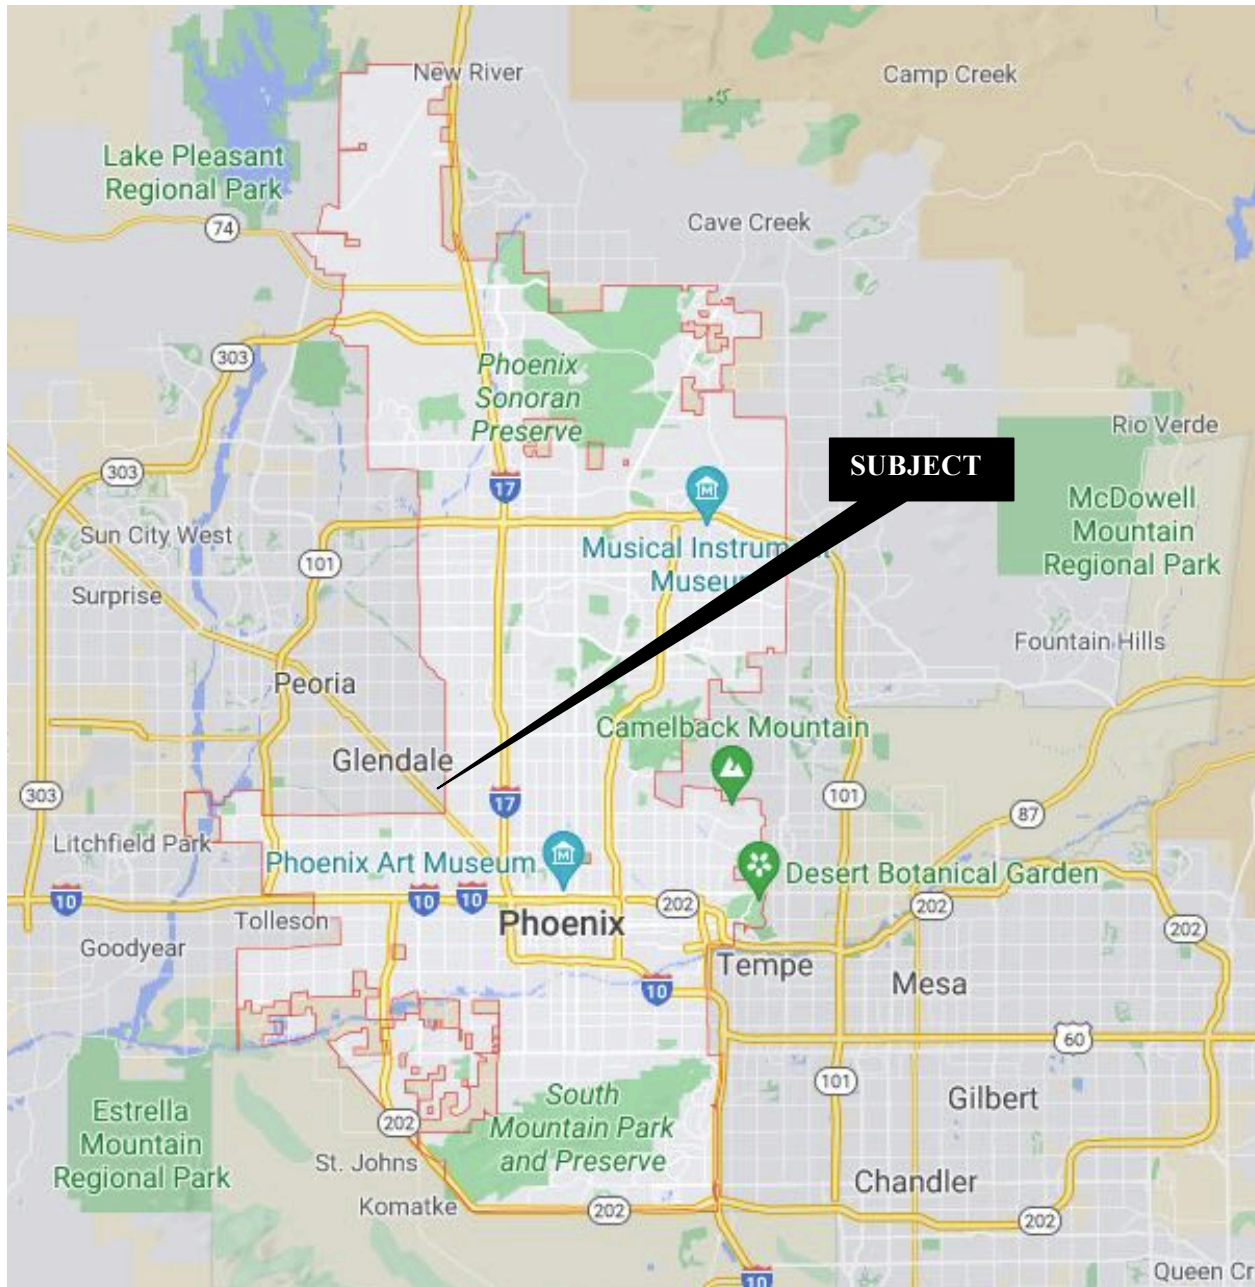 New River
Camp Creek
Lake Pleasant
Regional Park
74
Cave Creek
303
Phoenix
Sonoran
Preserve
Rio Verde
SUBJECT
303
17
McDowell
Mountain
Regional Park
Sun City West
101
Musical Instrum
Museu
Surprise
Fountain Hills
Peoria
Camelback Mountain
Glendale
303
17
101
87
Litchfield Park
Phoenix Art Museum
Desert Botanical Garden
10
10
10
202
202
Tolleson
Phoenix
202
Goodyear
Tempe
Mesa
10
60
101
Estrella
Mountain
Regional Park
South
Mountain Park
and Preserve
Gilbert
202
St. Johns
Komatke
Chandler
202
202
10
Queen Cr